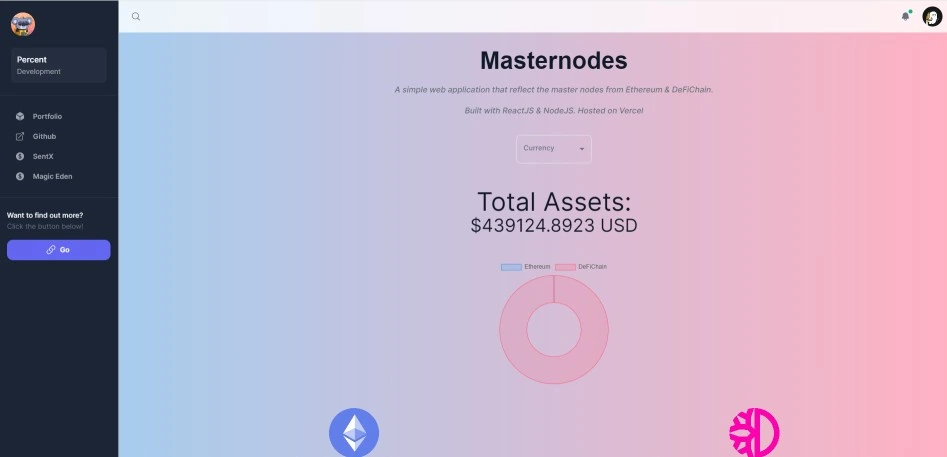 Percent
Development
Portfolio
Github
SentX
Magic Eden
Want to find out more?
Click the button below!
Go
Masternodes
A simple web application that reflect the master nodes from Ethereum & DeFiChain.
Built with ReactJS & NodeJS. Hosted on Vercel
Currency
Total Assets:
$439124.8923 USD
Ethereum DeFiChain